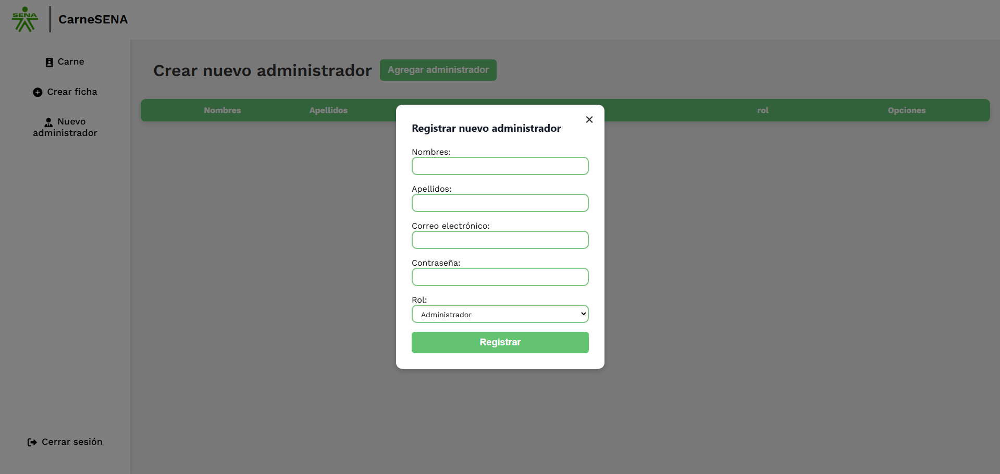 SENA
CarneSENA
Carne
Crear ficha
Nuevo
administrador
Cerrar sesión
Crear nuevo administrador
Agregar administrador
Nombres Apellidos rol Opciones
Registrar nuevo administrador
Nombres:
Apellidos:
Correo electrónico:
Contraseña:
Rol:
Administrador
Registrar